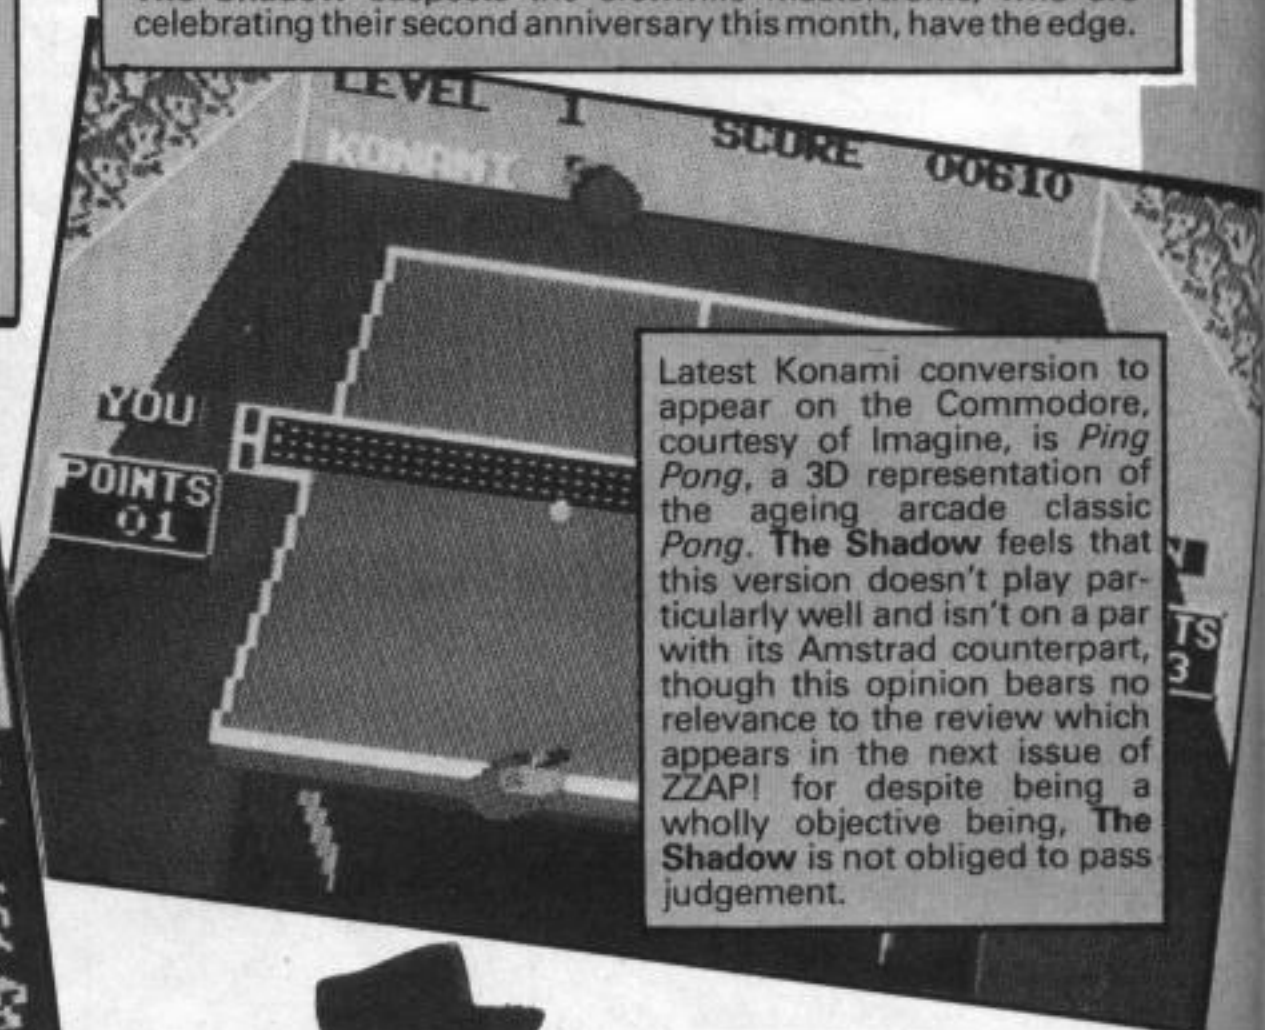 celebrating their second anniversary this month, have the edge.
LEVEL 1 SCORE 00610
KONAMI
YOU
POINTS
01
Latest Konami conversion to
appear on the Commodore,
courtesy of Imagine, is Ping
Pong, a 3D representation of
the ageing arcade classic
Pong. The Shadow feels that
this version doesn't play par-
ticularly well and isn't on a par
with its Amstrad counterpart,
though this opinion bears no
relevance to the review which
appears in the next issue of
ZZAP! for despite being a
wholly objective being, The
Shadow is not obliged to pass
judgement.
N
TS
3